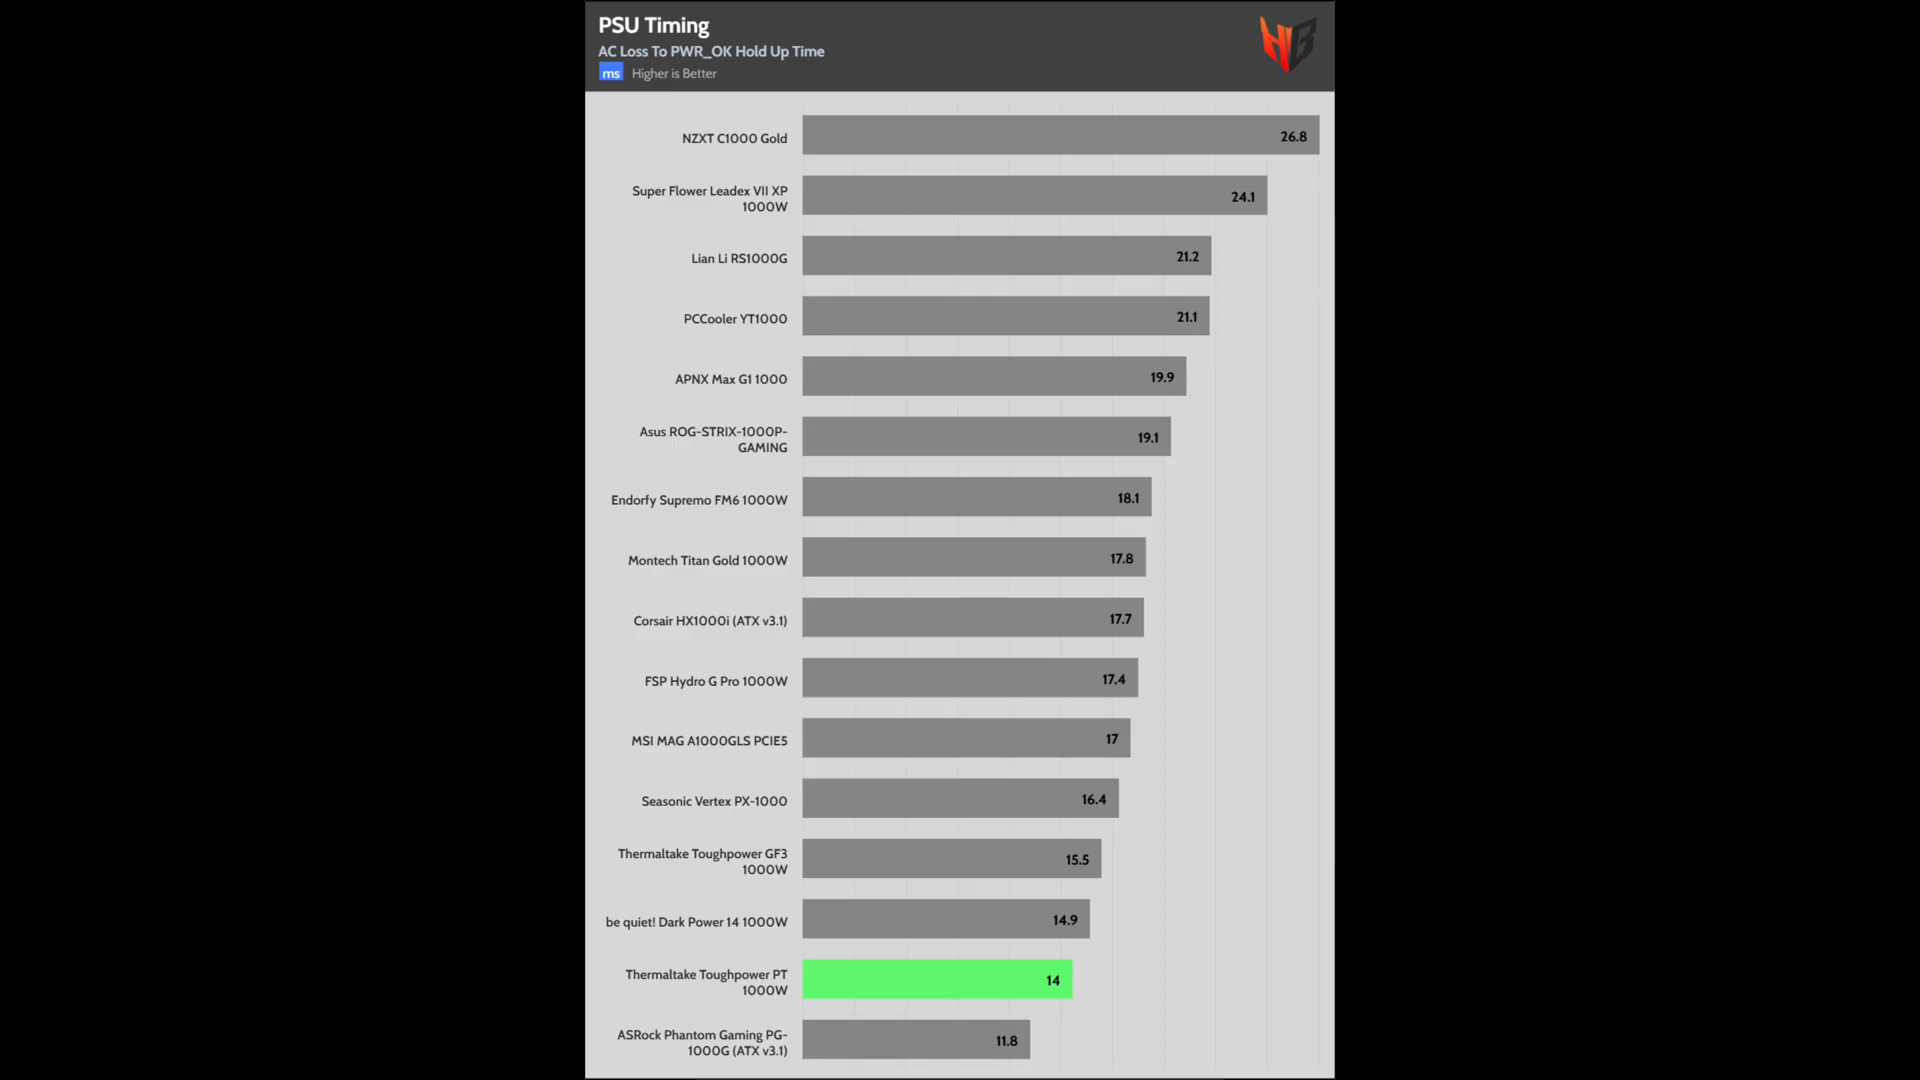 PSU Timing
AC Loss To PWR_OK Hold Up Time
ms Higher is Better
NZXT C1000 Gold 26.8
Super Flower Leadex VII XP
1000W 24.1
Lian Li RS1000G 21.2
PCCooler YT1000 21.1
APNX Max G1 1000 19.9
Asus ROG-STRIX-1000P-
GAMING 19.1
Endorfy Supremo FM6 1000W 18.1
Montech Titan Gold 1000W 17.8
Corsair HX1000i (ATX v3.1) 17.7
FSP Hydro G Pro 1000W 17.4
MSI MAG A1000GLS PCIE5 17
Seasonic Vertex PX-1000 16.4
Thermaltake Toughpower GF3
1000W 15.5
be quiet! Dark Power 14 1000W 14.9
Thermaltake Toughpower PT
1000W 14
ASRock Phantom Gaming PG-
1000G (ATX v3.1) 11.8